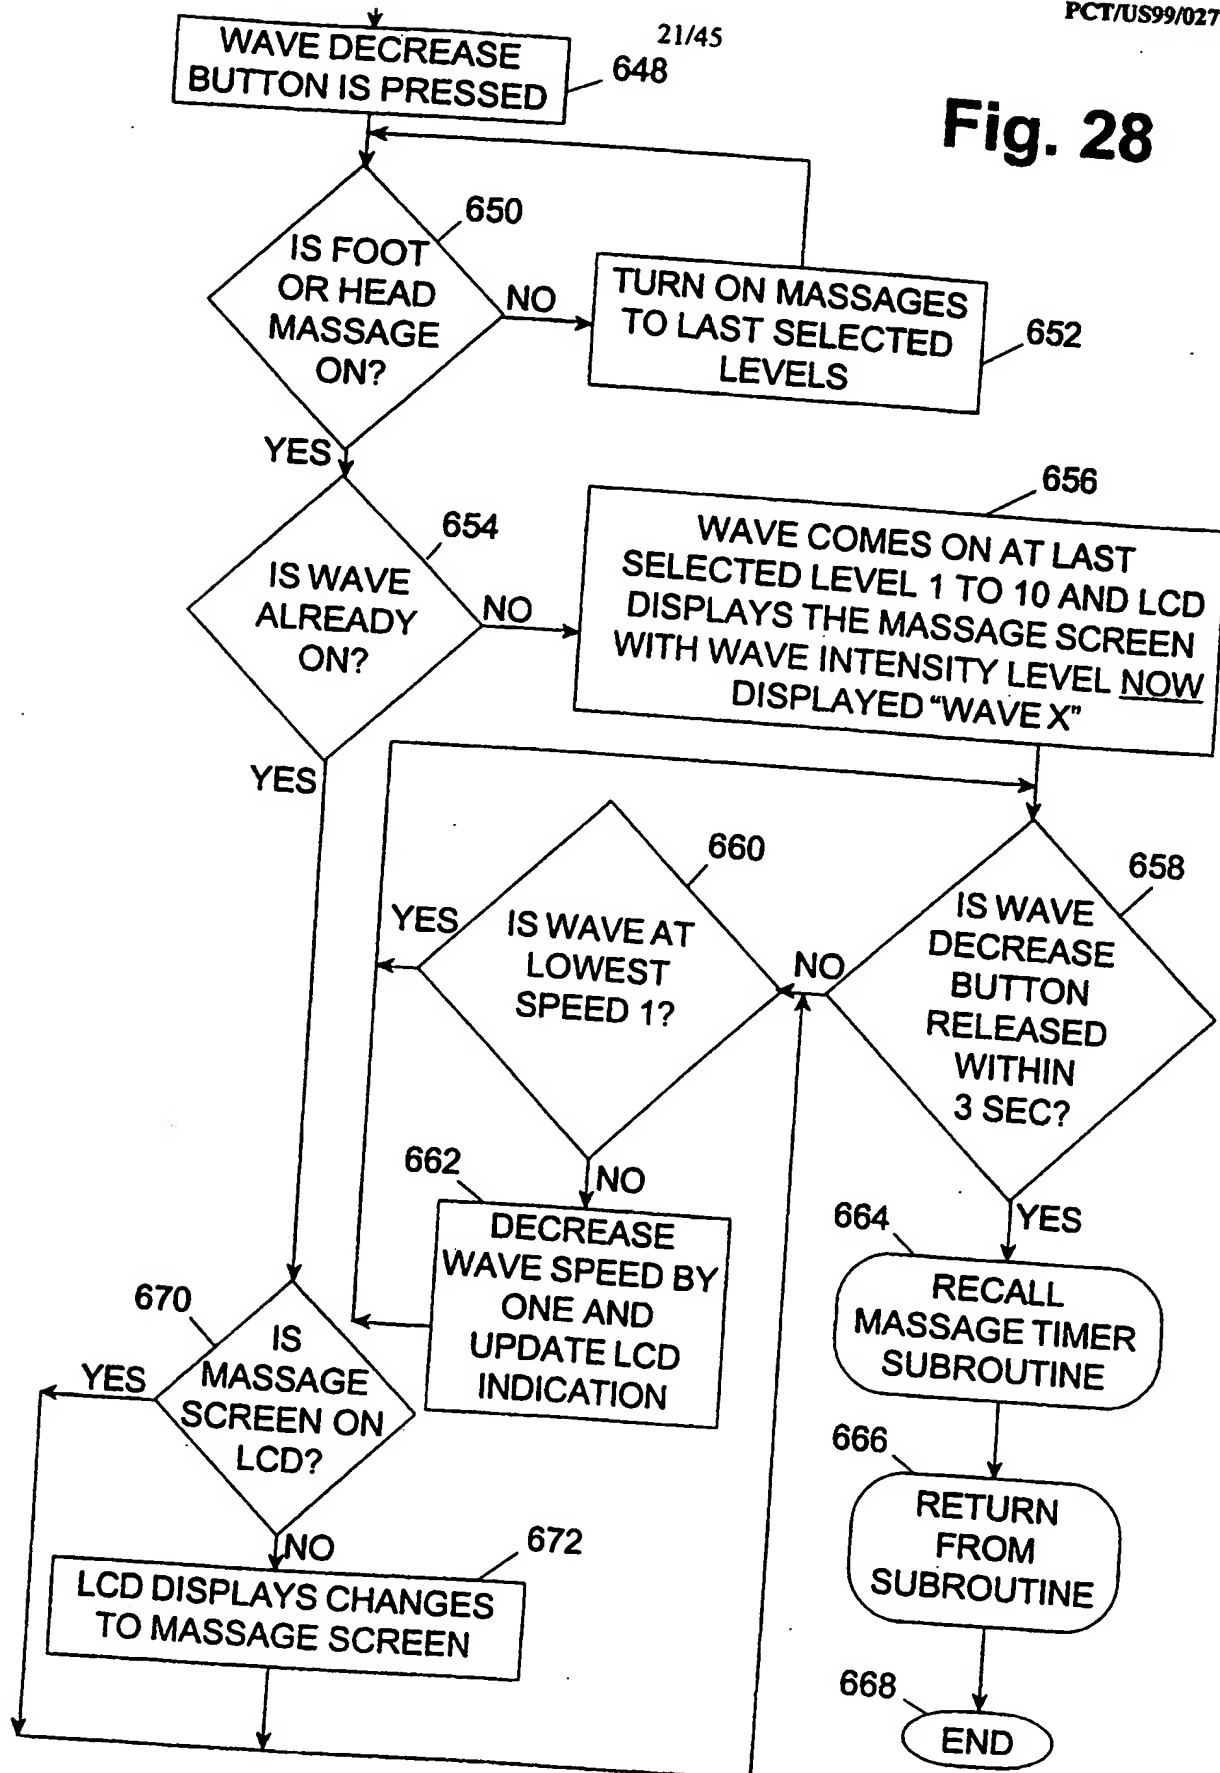 PCT/US99/027
21/45
Fig. 28
WAVE DECREASE
BUTTON IS PRESSED
648
650
IS FOOT
OR HEAD
MASSAGE
ON?
NO
TURN ON MASSAGES
TO LAST SELECTED
LEVELS
652
YES
654
IS WAVE
ALREADY
ON?
NO
656
WAVE COMES ON AT LAST
SELECTED LEVEL 1 TO 10 AND LCD
DISPLAYS THE MASSAGE SCREEN
WITH WAVE INTENSITY LEVEL NOW
DISPLAYED "WAVE X"
YES
660
IS WAVE AT
LOWEST
SPEED 1?
YES
NO
658
IS WAVE
DECREASE
BUTTON
RELEASED
WITHIN
3 SEC?
NO
YES
662
DECREASE
WAVE SPEED BY
ONE AND
UPDATE LCD
INDICATION
664
RECALL
MASSAGE TIMER
SUBROUTINE
670
IS
MASSAGE
SCREEN ON
LCD?
YES
NO
666
RETURN
FROM
SUBROUTINE
672
LCD DISPLAYS CHANGES
TO MASSAGE SCREEN
668
END